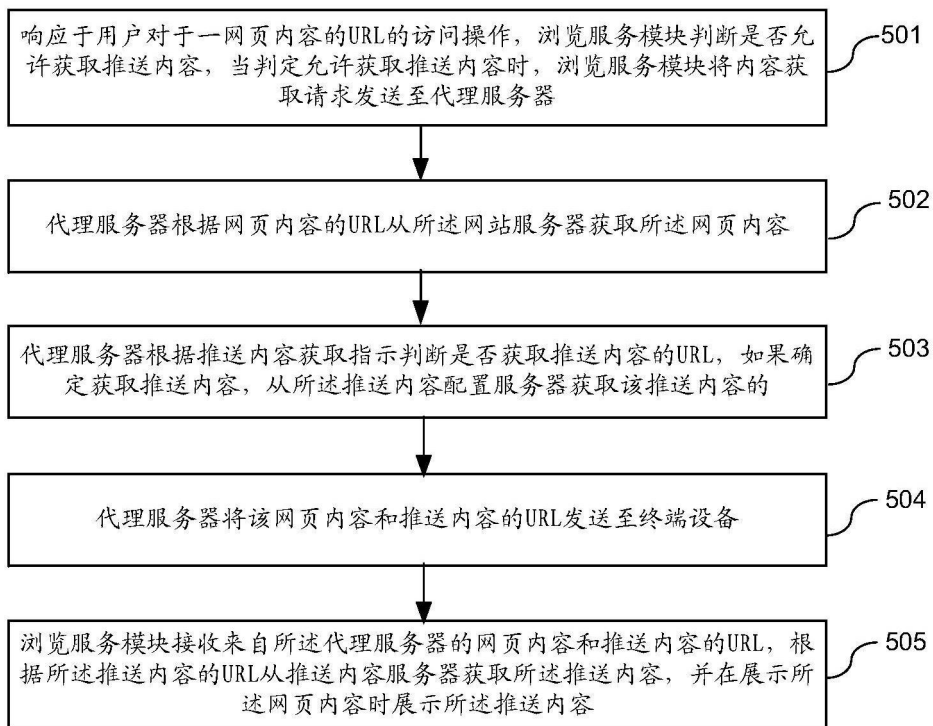 响应于用户对于一网页内容的URL的访问操作，浏览服务模块判断是否允
许获取推送内容，当判定允许获取推送内容时，浏览服务模块将内容获
取请求发送至代理服务器
501
代理服务器根据网页内容的URL从所述网站服务器获取所述网页内容
502
代理服务器根据推送内容获取指示判断是否获取推送内容的URL，如果确
定获取推送内容，从所述推送内容配置服务器获取该推送内容的
503
代理服务器将该网页内容和推送内容的URL发送至终端设备
504
浏览服务模块接收来自所述代理服务器的网页内容和推送内容的URL，根
据所述推送内容的URL从推送内容服务器获取所述推送内容，并在展示所
述网页内容时展示所述推送内容
505